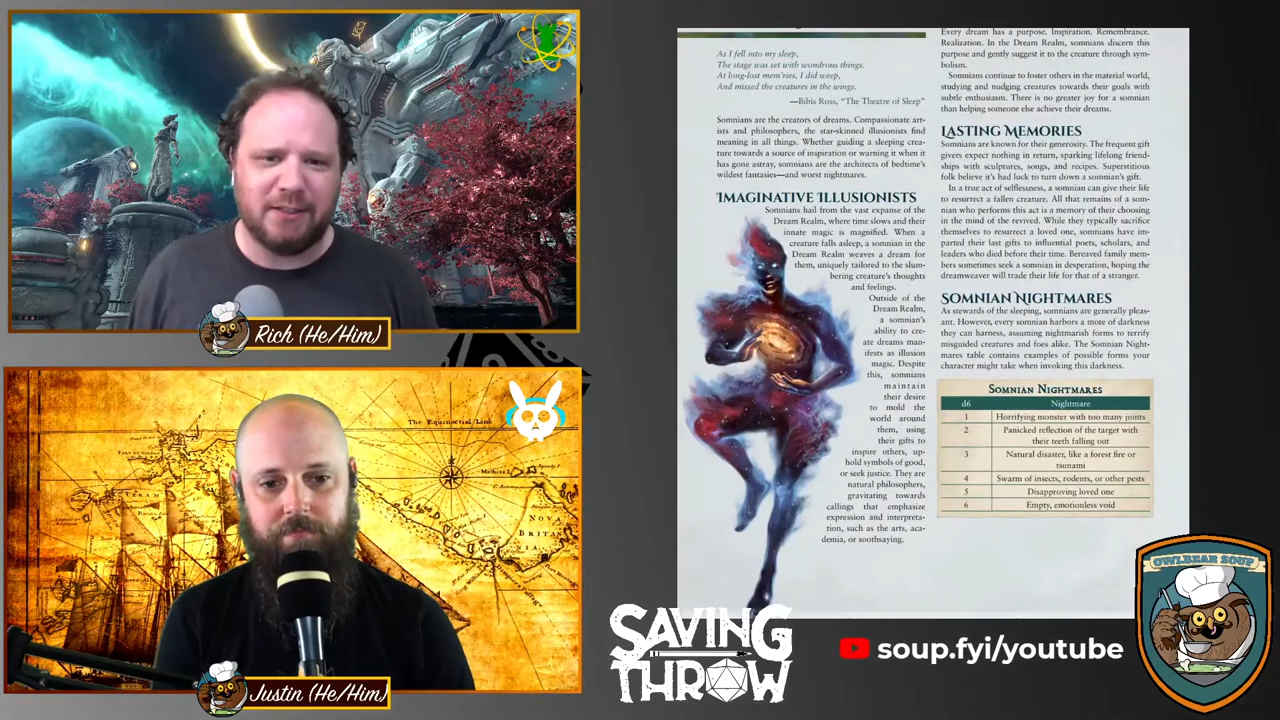 Rich (He/Him)
The Equinoctial Line
Justin (He/Him)
As I fell into my sleep,
The stage was set with wondrous things.
At long-lost mem'ries, I did weep,
And missed the creatures in the wings.
—Bibis Ross, "The Theatre of Sleep"
Somnians are the creators of dreams. Compassionate art-
ists and philosophers, the star-skinned illusionists find
meaning in all things. Whether guiding a sleeping crea-
ture towards a source of inspiration or warning it when it
has gone astray, somnians are the architects of bedtime's
wildest fantasies—and worst nightmares.
Imaginative Illusionists
Somnians hail from the vast expanse of the
Dream Realm, where time slows and their
innate magic is magnified. When a
creature falls asleep, a somnian in the
Dream Realm weaves a dream for
them, uniquely tailored to the slum-
bering creature's thoughts
and feelings.
Outside of the
Dream Realm,
a somnian's
ability to cre-
ate dreams man-
ifests as illusion
magic. Despite
this, somnians
maintain
their desire
to mold the
world around
them, using
their gifts to
inspire others, up-
hold symbols of good,
or seek justice. They are
natural philosophers,
gravitating towards
callings that emphasize
expression and interpreta-
tion, such as the arts, aca-
demia, or soothsaying.
Every dream has a purpose. Inspiration. Remembrance.
Realization. In the Dream Realm, somnians discern this
purpose and gently suggest it to the creature through sym-
bolism.
Somnians continue to foster others in the material world,
studying and nudging creatures towards their goals with
subtle enthusiasm. There is no greater joy for a somnian
than helping someone else achieve their dreams.
Lasting Memories
Somnians are known for their generosity. The frequent gift
givers expect nothing in return, sparking lifelong friend-
ships with sculptures, songs, and recipes. Superstitious
folk believe it's bad luck to turn down a somnian's gift.
In a true act of selflessness, a somnian can give their life
to resurrect a fallen creature. All that remains of a som-
nian who performs this act is a memory of their choosing
in the mind of the revived. While they typically sacrifice
themselves to resurrect a loved one, somnians have im-
parted their last gifts to influential poets, scholars, and
leaders who died before their time. Bereaved family mem-
bers sometimes seek a somnian in desperation, hoping the
dreamweaver will trade their life for that of a stranger.
Somnian Nightmares
As stewards of the sleeping, somnians are generally pleas-
ant. However, every somnian harbors a mote of darkness
they can harness, assuming nightmarish forms to terrify
misguided creatures and foes alike. The Somnian Night-
mares table contains examples of possible forms your
character might take when invoking this darkness.
Somnian Nightmares
d6 Nightmare
1 Horrifying monster with too many joints
2 Panicked reflection of the target with
their teeth falling out
3 Natural disaster, like a forest fire or
tsunami
4 Swarm of insects, rodents, or other pests
5 Disapproving loved one
6 Empty, emotionless void
SAVING
THROW
soup.fyi/youtube
OWLBEAR SOUP